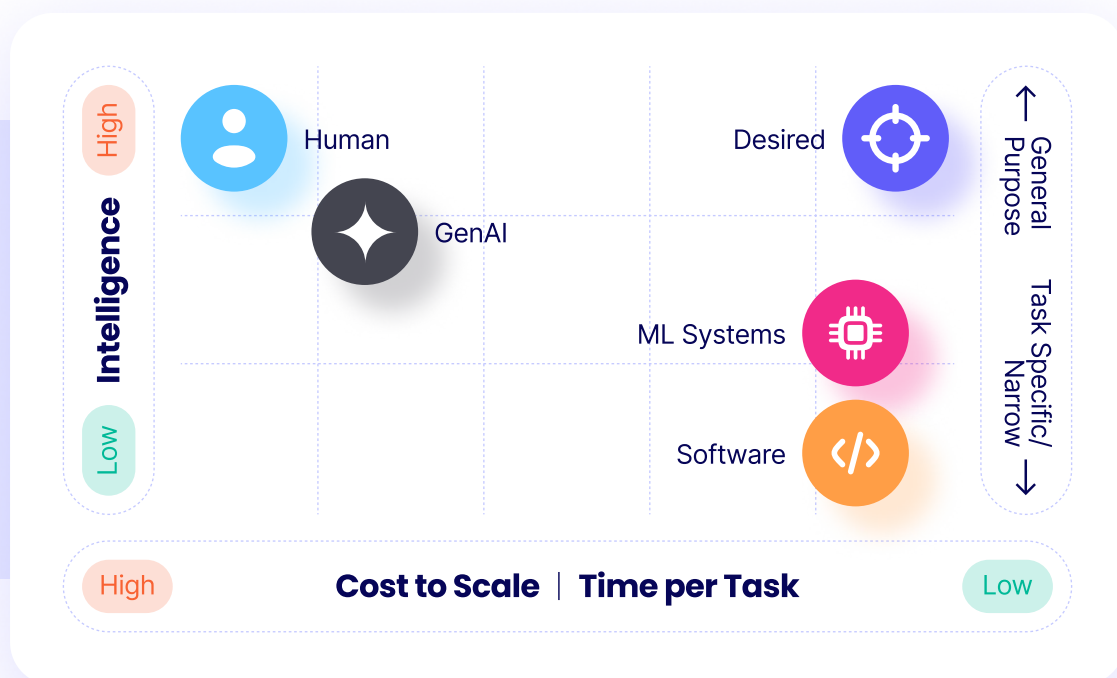 High
Intelligence
Low
Human
GenAI
Desired
ML Systems
Software
General
Purpose
Task Specific/
Narrow
High
Cost to Scale | Time per Task
Low